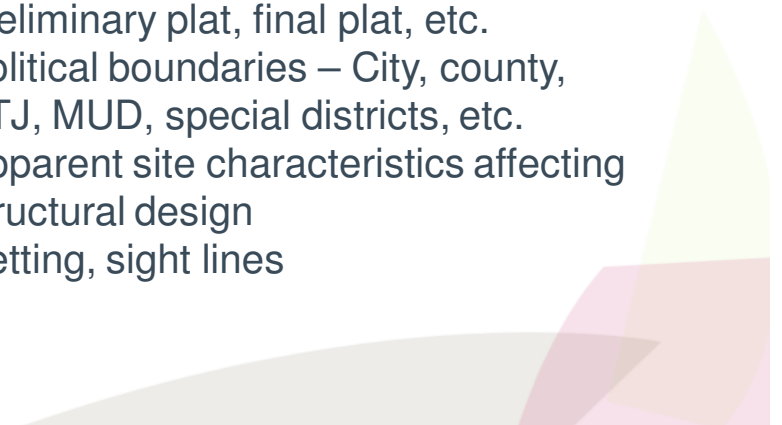 eliminary plat, final plat, etc.
olitical boundaries – City, county,
TJ, MUD, special districts, etc.
pparent site characteristics affecting
ructural design
etting, sight lines